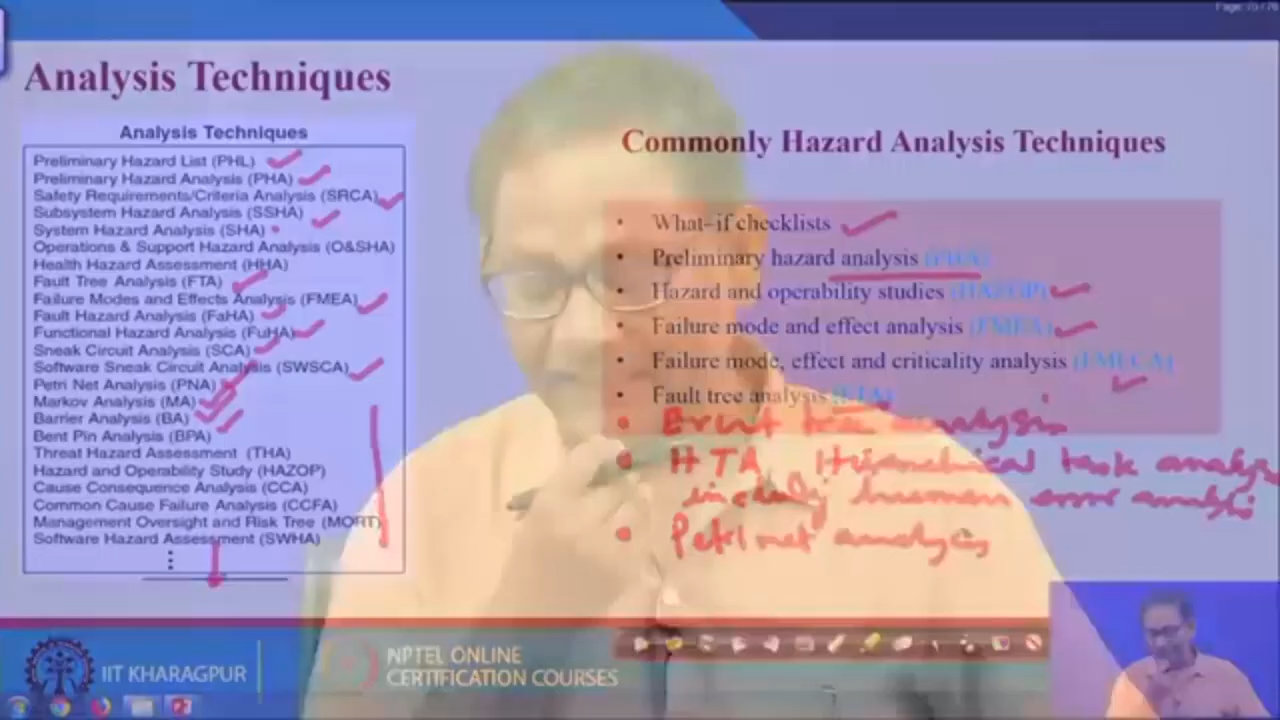 Analysis Techniques
Analysis Techniques
Preliminary Hazard List (PHL)
Preliminary Hazard Analysis (PHA)
Safety Requirements/Criteria Analysis (SRCA)
Subsystem Hazard Analysis (SSHA)
System Hazard Analysis (SHA)
Operations & Support Hazard Analysis (O&SHA)
Health Hazard Assessment (HHA)
Fault Tree Analysis (FTA)
Failure Modes and Effects Analysis (FMEA)
Fault Hazard Analysis (FaHA)
Functional Hazard Analysis (FuHA)
Sneak Circuit Analysis (SCA)
Software Sneak Circuit Analysis (SWSCA)
Petri Net Analysis (PNA)
Markov Analysis (MA)
Barrier Analysis (BA)
Bent Pin Analysis (BPA)
Threat Hazard Assessment (THA)
Hazard and Operability Study (HAZOP)
Cause Consequence Analysis (CCA)
Common Cause Failure Analysis (CCFA)
Management Oversight and Risk Tree (MORT)
Software Hazard Assessment (SWHA)
⋮
Commonly Hazard Analysis Techniques
• What-if checklists
• Preliminary hazard analysis (PHA)
• Hazard and operability studies (HAZOP)
• Failure mode and effect analysis (FMEA)
• Failure mode, effect and criticality analysis (FMECA)
• Fault tree analysis (FTA)
• Event tree analysis
• HTA Hierarchical task analysis
including human error analysis
• Petri net analysis
IIT KHARAGPUR
NPTEL ONLINE
CERTIFICATION COURSES